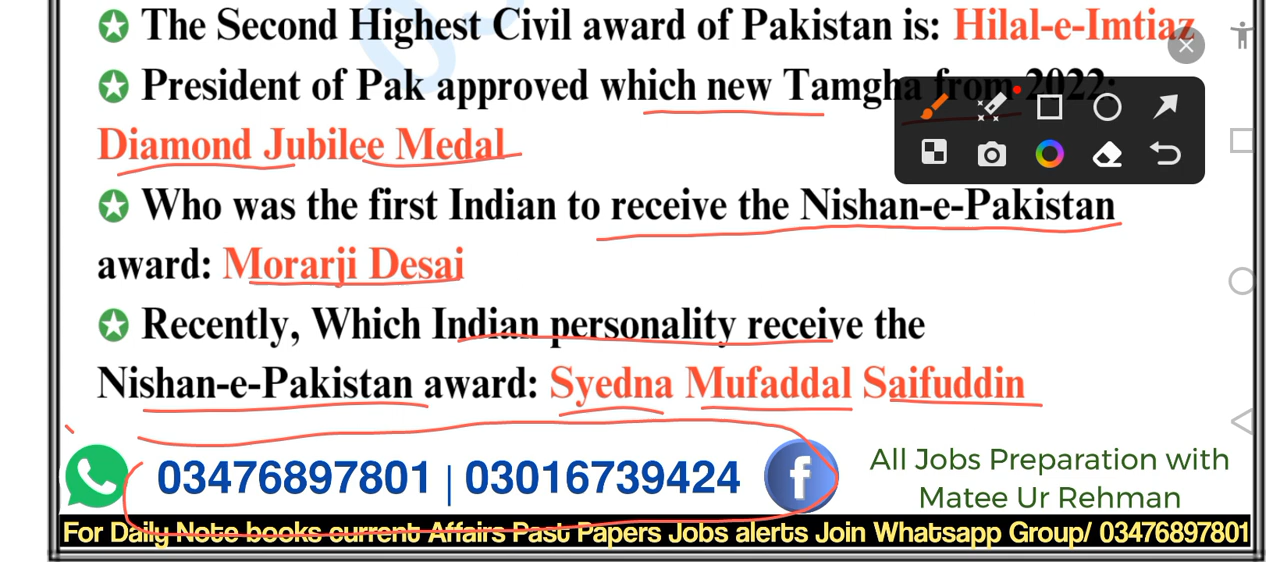 The Second Highest Civil award of Pakistan is: Hilal-e-Imtiaz
President of Pak approved which new Tamgha from 2022:
Diamond Jubilee Medal
Who was the first Indian to receive the Nishan-e-Pakistan
award: Morarji Desai
Recently, Which Indian personality receive the
Nishan-e-Pakistan award: Syedna Mufaddal Saifuddin
03476897801 | 03016739424
All Jobs Preparation with
Matee Ur Rehman
For Daily Note books current Affairs Past Papers Jobs alerts Join Whatsapp Group/ 03476897801